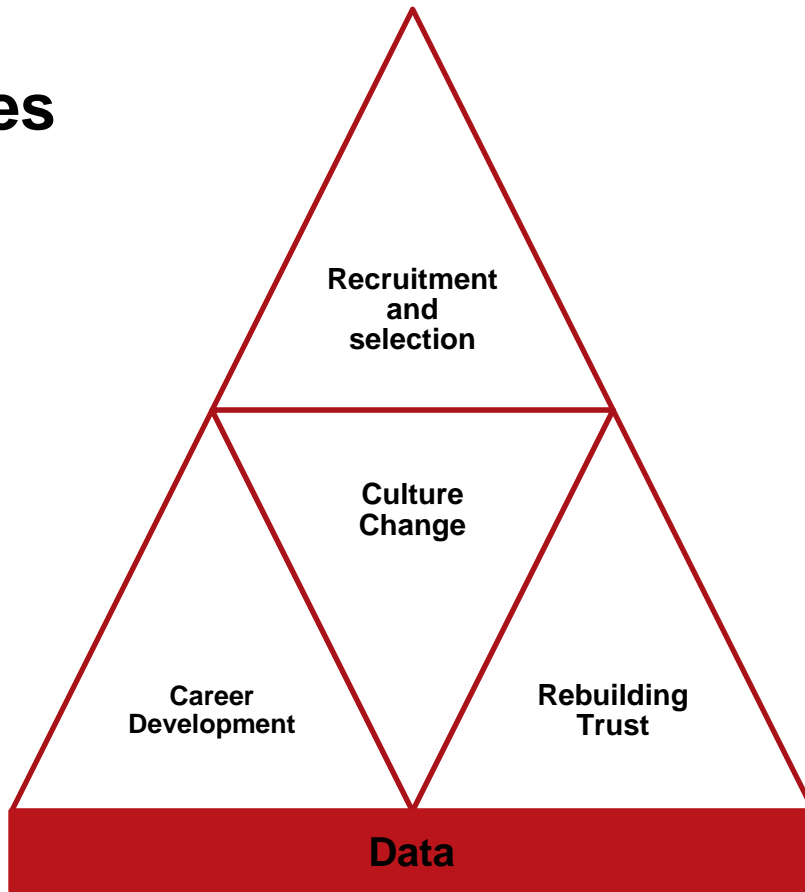 es
Recruitment
and
selection
Culture
Change
Career
Development
Rebuilding
Trust
Data